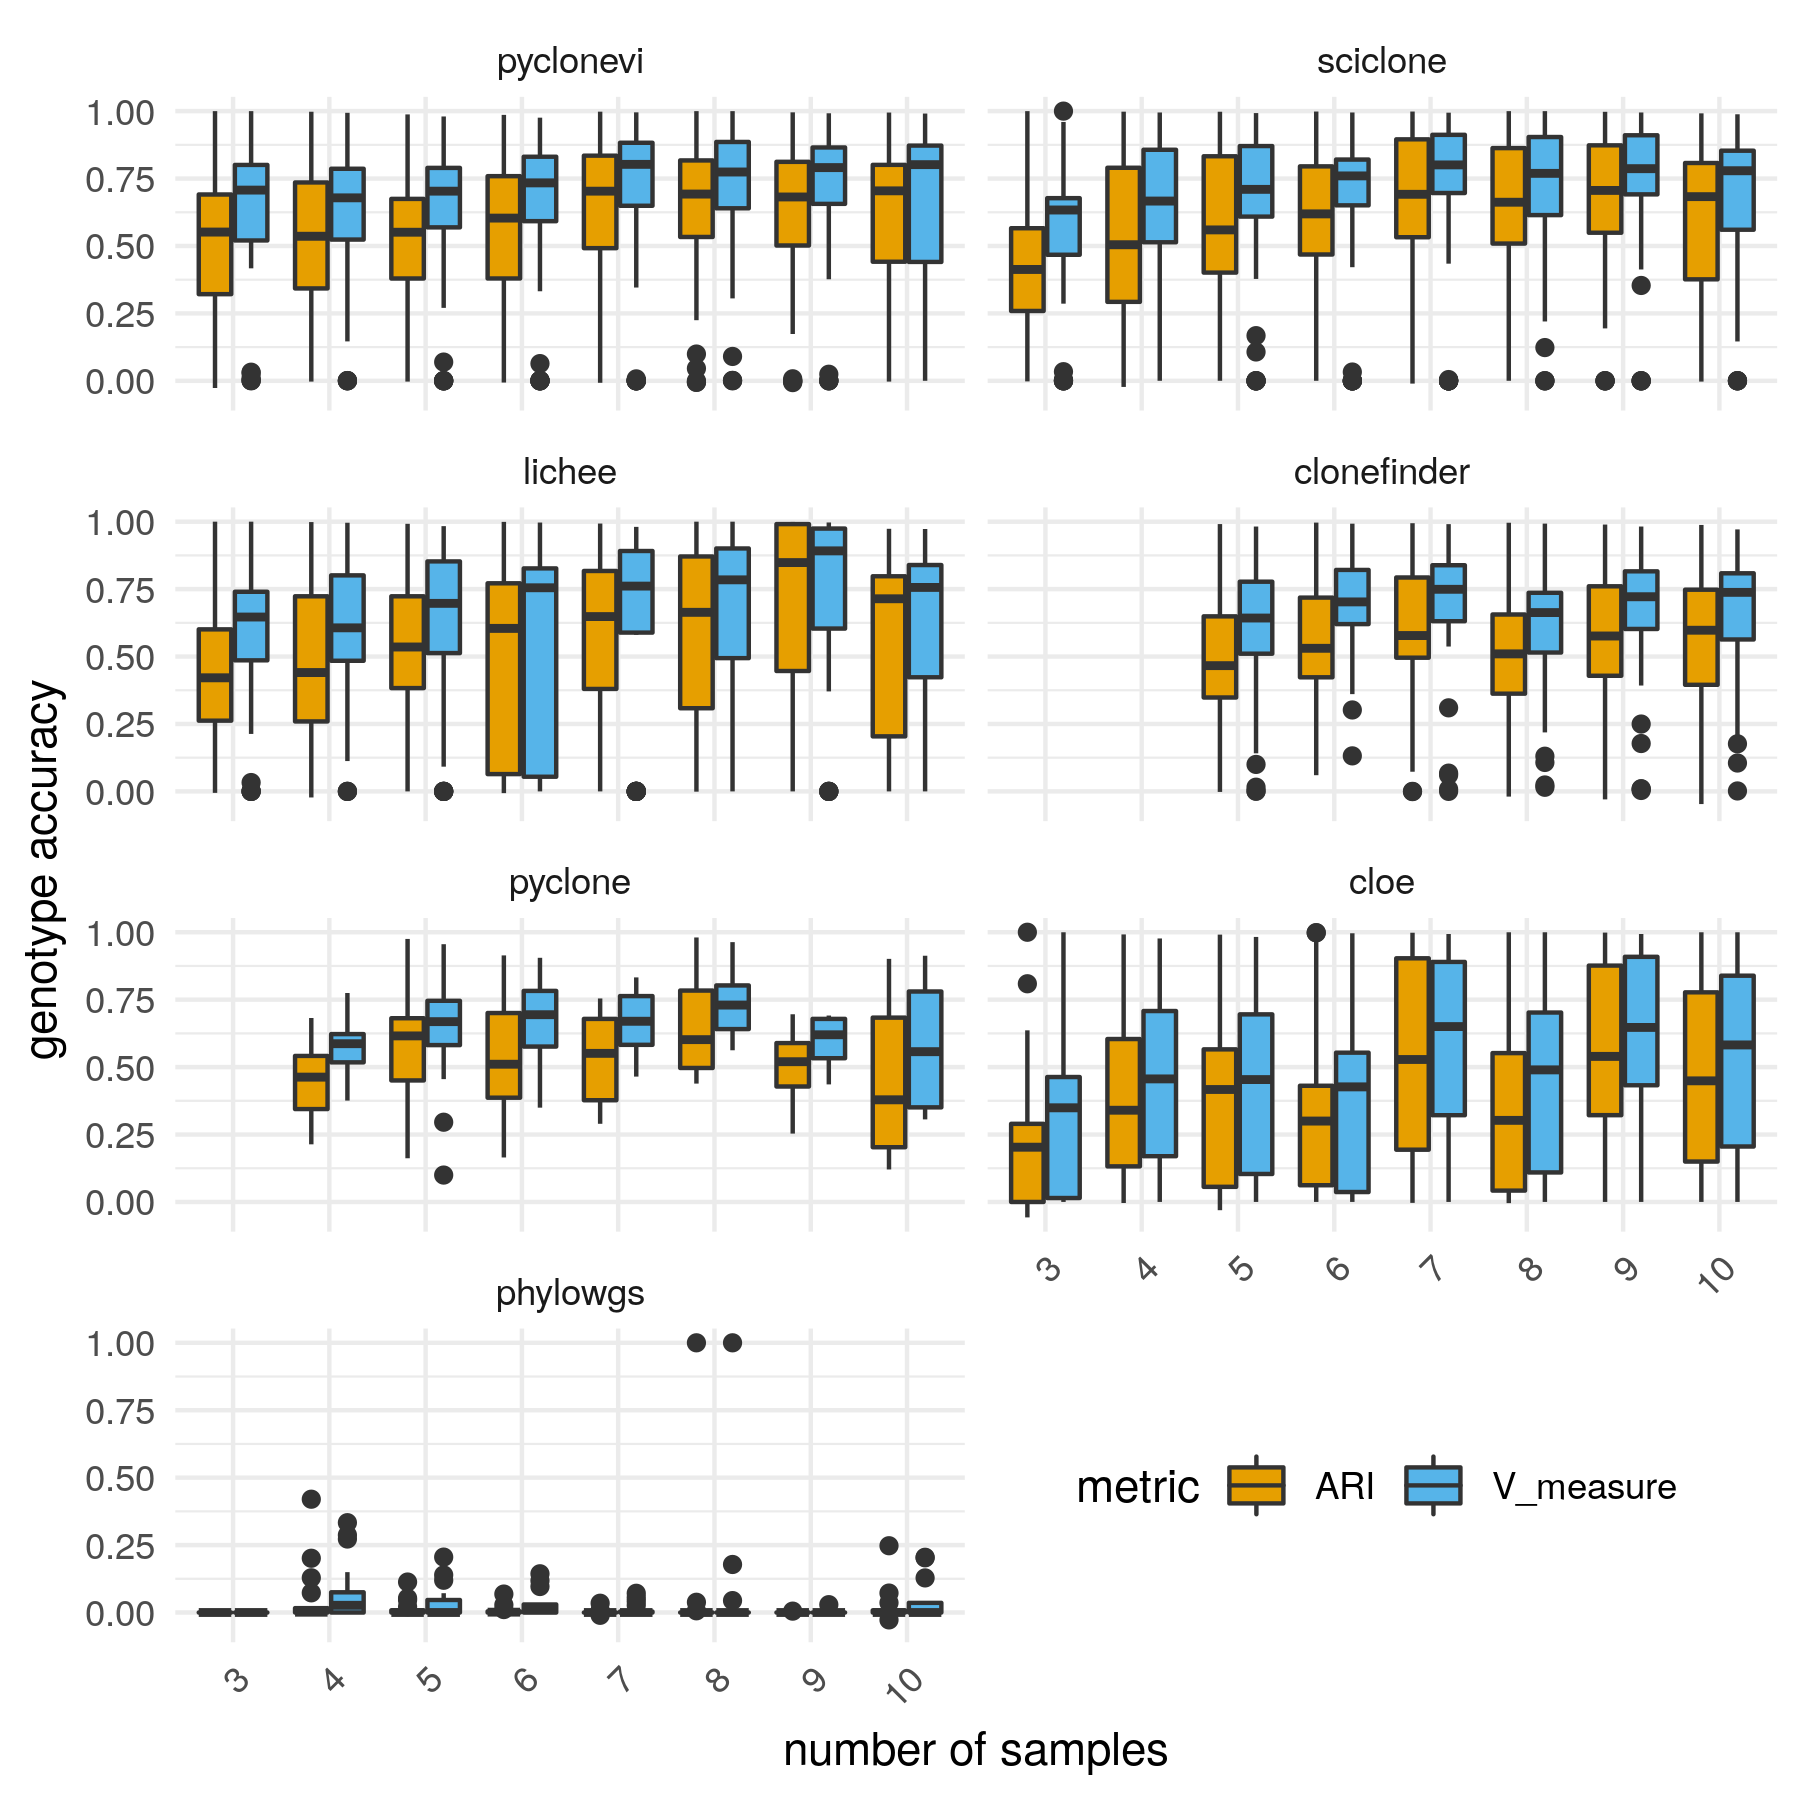 pyclonevi
sciclone
1.00
0.75
0.50
0.25
0.00
lichee
clonefinder
1.00
0.75
0.50
0.25
0.00
genotype accuracy
pyclone
cloe
1.00
0.75
0.50
0.25
0.00
3 4 5 6 7 8 9 10
phylowgs
1.00
0.75
0.50
0.25
0.00
metric ARI V_measure
3 4 5 6 7 8 9 10
number of samples